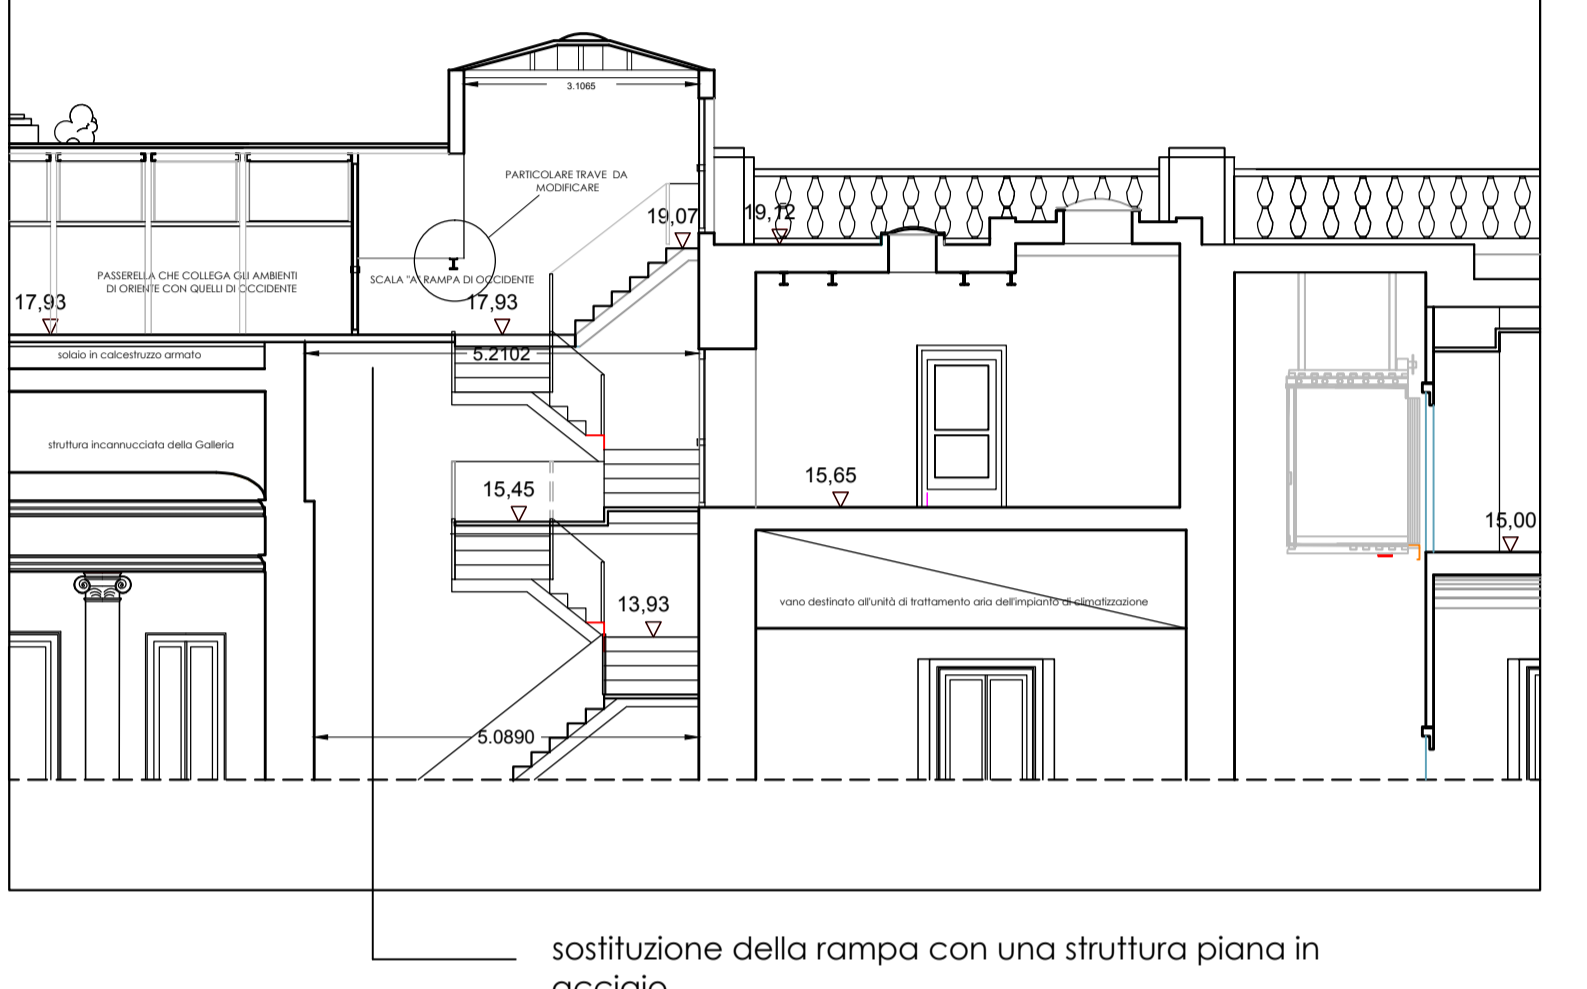 3.1065
PARTICOLARE TRAVE DA
MODIFICARE
19,07
19,12
PASSERELLA CHE COLLEGA GLI AMBIENTI
DI ORIENTE CON QUELLI DI OCCIDENTE
SCALA "A" RAMPA DI OCCIDENTE
17,93
17,93
solaio in calcestruzzo armato
5.2102
struttura incannucciata della Galleria
15,45
15,65
15,00
13,93
vano destinato all'unità di trattamento aria dell'impianto di climatizzazione
5.0890
sostituzione della rampa con una struttura piana in
acciaio